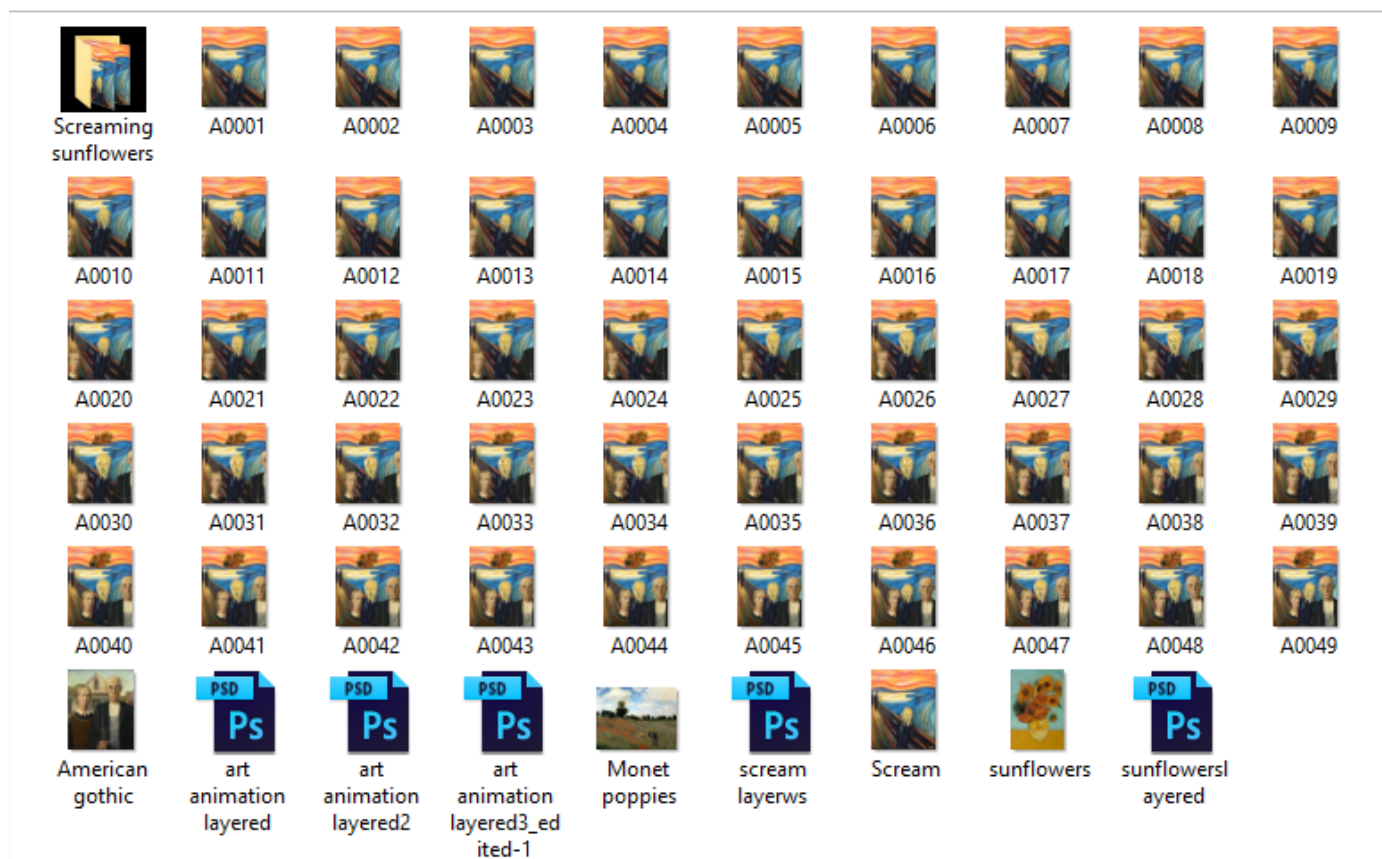 Screaming
sunflowers
A0001
A0002
A0003
A0004
A0005
A0006
A0007
A0008
A0009
A0010
A0011
A0012
A0013
A0014
A0015
A0016
A0017
A0018
A0019
A0020
A0021
A0022
A0023
A0024
A0025
A0026
A0027
A0028
A0029
A0030
A0031
A0032
A0033
A0034
A0035
A0036
A0037
A0038
A0039
A0040
A0041
A0042
A0043
A0044
A0045
A0046
A0047
A0048
A0049
American
gothic
PSD
Ps
art
animation
layered
PSD
Ps
art
animation
layered2
PSD
Ps
art
animation
layered3_ed
ited-1
Monet
poppies
PSD
Ps
scream
layerws
Scream
sunflowers
PSD
Ps
sunflowersl
ayered